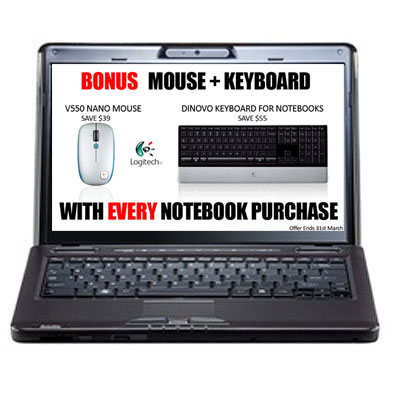 BONUS MOUSE + KEYBOARD
V550 NANO MOUSE
SAVE $39
DINOVO KEYBOARD FOR NOTEBOOKS
SAVE $55
Logitech
WITH EVERY NOTEBOOK PURCHASE
Offer Ends 31st March